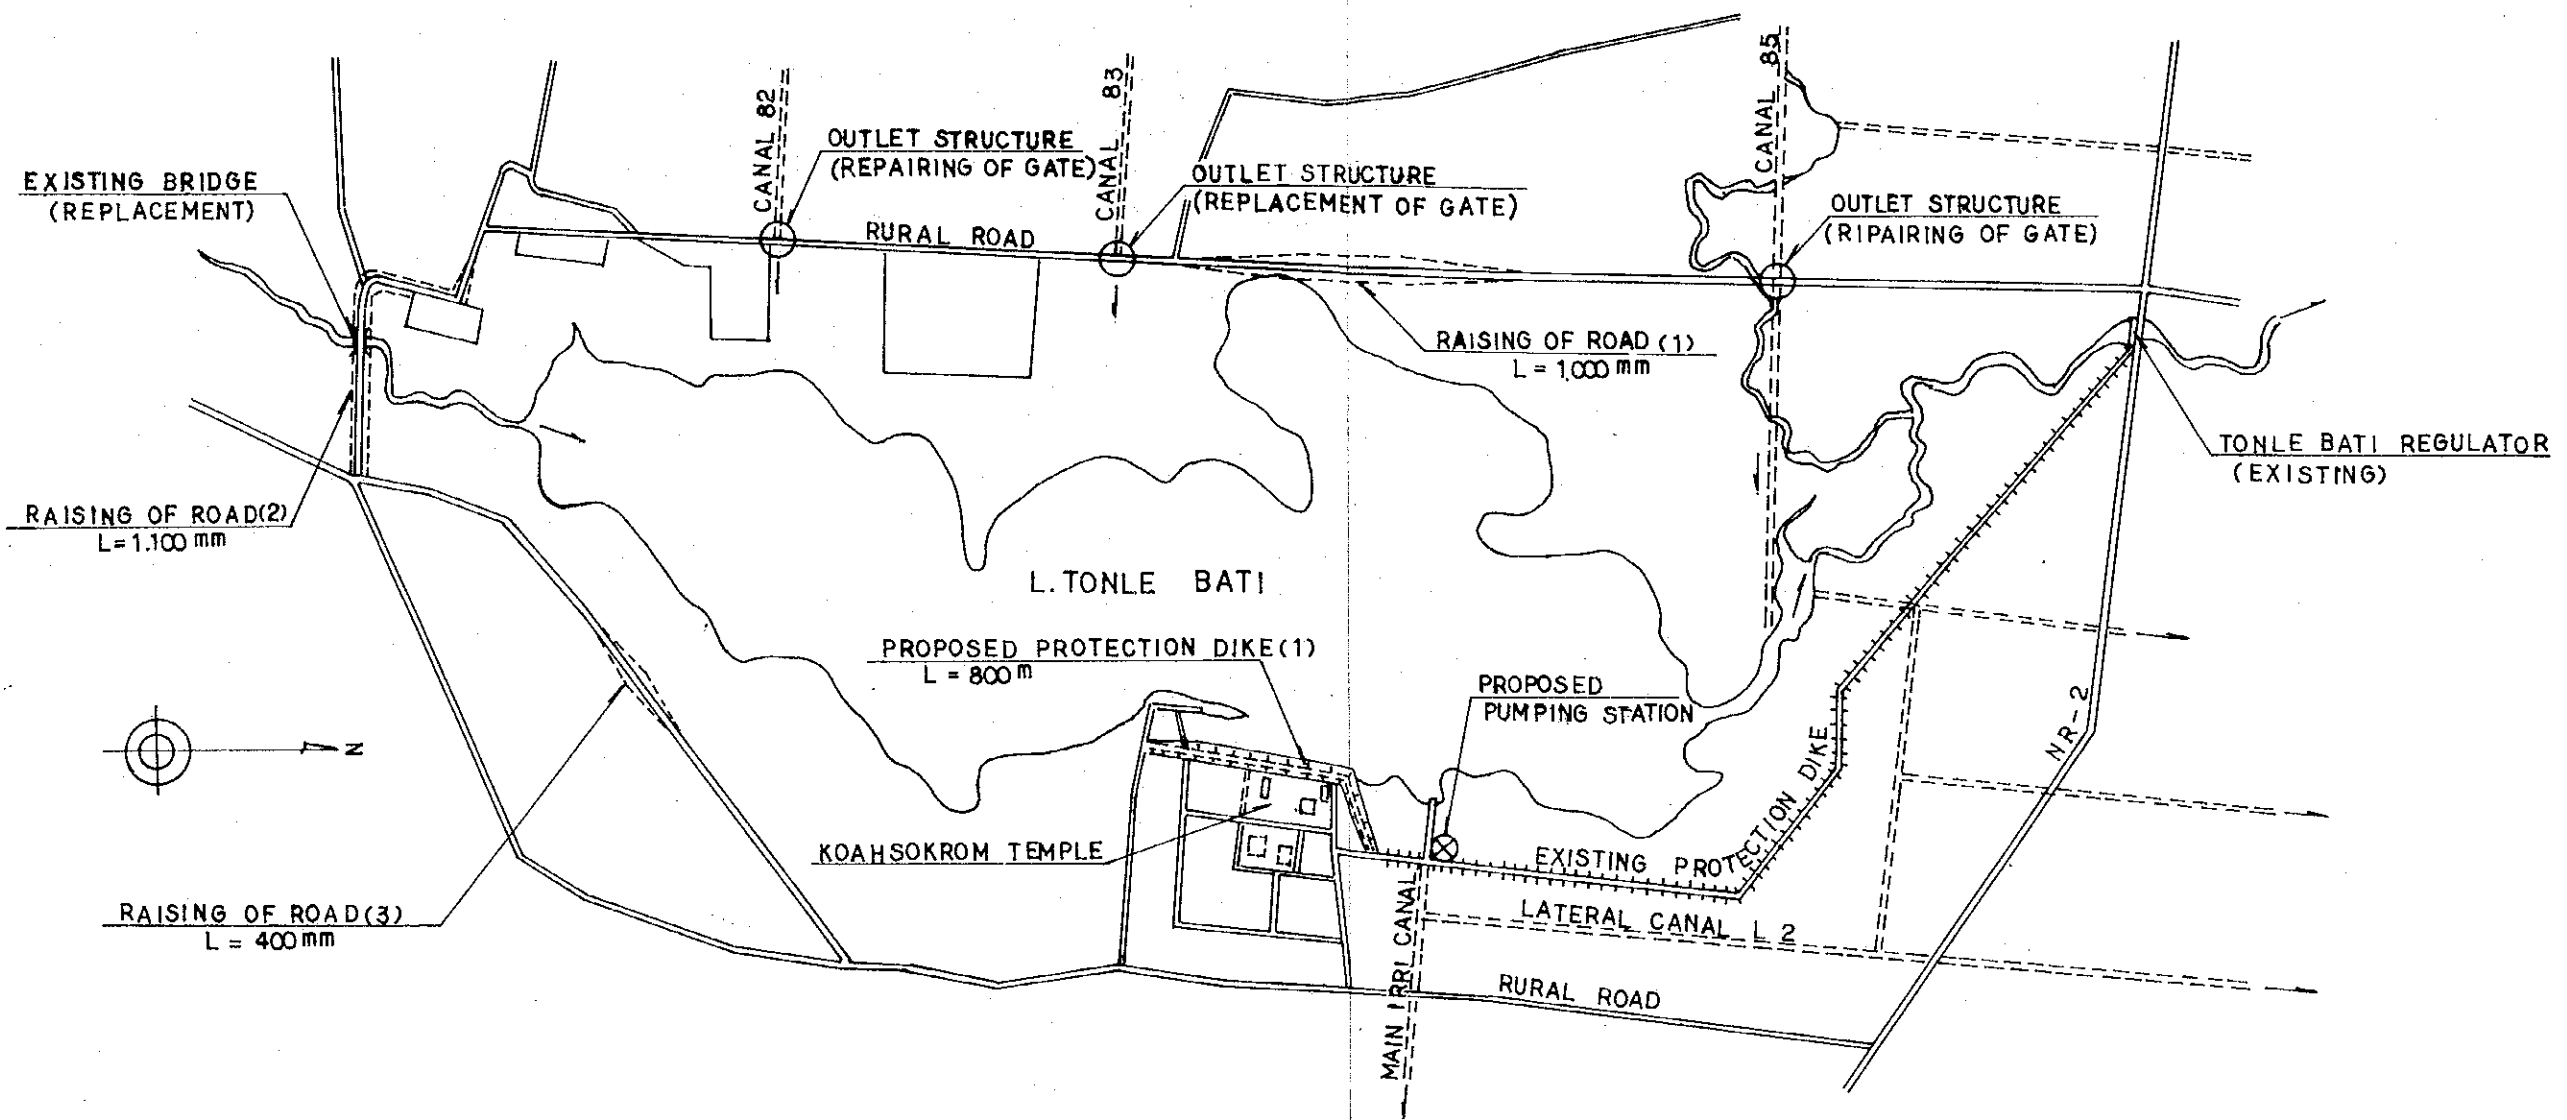 CANAL 82
CANAL 83
CANAL 85
OUTLET STRUCTURE
(REPAIRING OF GATE)
OUTLET STRUCTURE
(REPLACEMENT OF GATE)
OUTLET STRUCTURE
(RIPAIRING OF GATE)
EXISTING BRIDGE
(REPLACEMENT)
RURAL ROAD
RAISING OF ROAD (1)
L = 1,000 mm
TONLE BATI REGULATOR
(EXISTING)
RAISING OF ROAD(2)
L=1.100 mm
L. TONLE BATI
PROPOSED PROTECTION DIKE(1)
L = 800 m
PROPOSED
PUMPING STATION
NR-2
N
KOAHSOKROM TEMPLE
EXISTING PROTECTION DIKE
RAISING OF ROAD(3)
L = 400 mm
LATERAL CANAL L 2
MAIN IRRI CANAL
RURAL ROAD